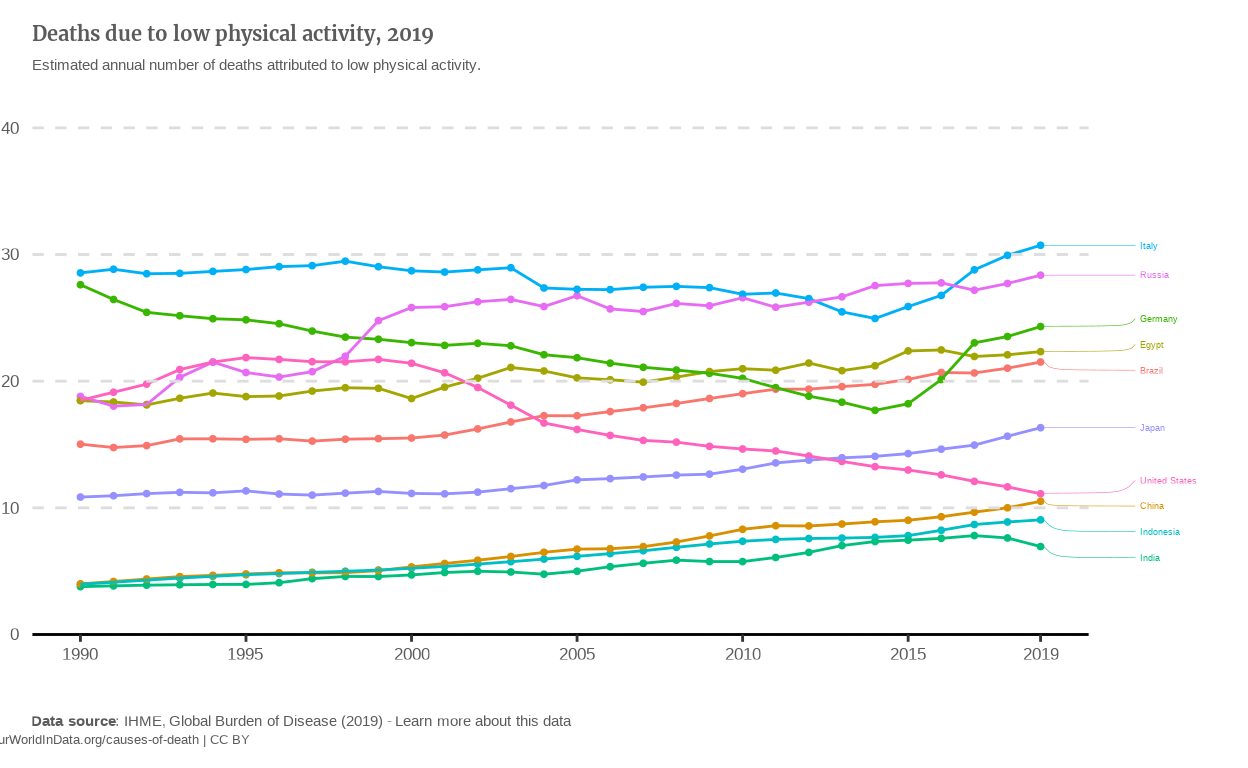 Deaths due to low physical activity, 2019
Estimated annual number of deaths attributed to low physical activity.
40
30
20
10
0
Italy
Russia
Germany
Egypt
Brazil
Japan
United States
China
Indonesia
India
1990 1995 2000 2005 2010 2015 2019
Data source: IHME, Global Burden of Disease (2019) - Learn more about this data
urWorldInData.org/causes-of-death | CC BY